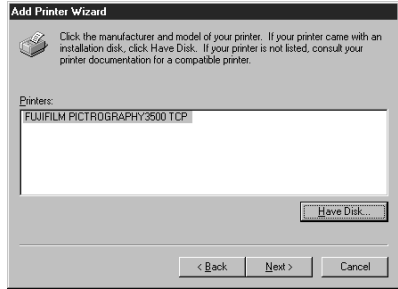 Add Printer Wizard
Click the manufacturer and model of your printer. If your printer came with an
installation disk, click Have Disk. If your printer is not listed, consult your
printer documentation for a compatible printer.
Printers:
FUJIFILM PICTROGRAPHY3500 TCP
Have Disk...
< Back
Next >
Cancel